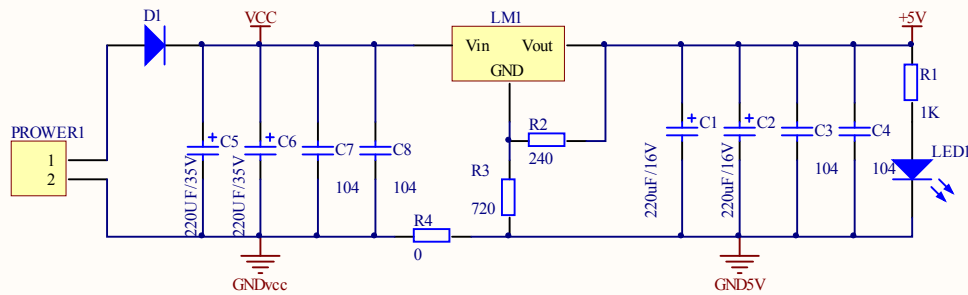 D1
VCC
LM1
+5V
Vin
Vout
GND
R1
1K
PROWER1
1
2
C5
220UF/35V
C6
220UF/35V
C7
104
C8
104
R2
240
R3
720
R4
0
C1
220uF/16V
C2
220uF/16V
C3
104
C4
104
LED1
GNDvcc
GND5V